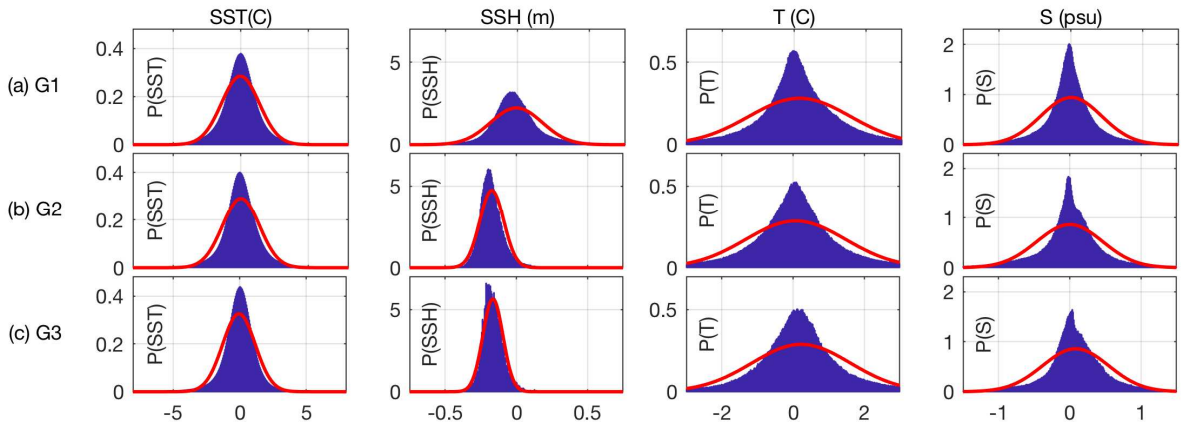 SST(C) SSH (m) T (C) S (psu)
(a) G1
0.4 0.2 0 P(SST)
5 0 P(SSH)
0.5 0 P(T)
2 1 0 P(S)
(b) G2
0.4 0.2 0 P(SST)
5 0 P(SSH)
0.5 0 P(T)
2 1 0 P(S)
(c) G3
0.4 0.2 0 P(SST)
5 0 P(SSH)
0.5 0 P(T)
2 1 0 P(S)
-5 0 5 -0.5 0 0.5 -2 0 2 -1 0 1